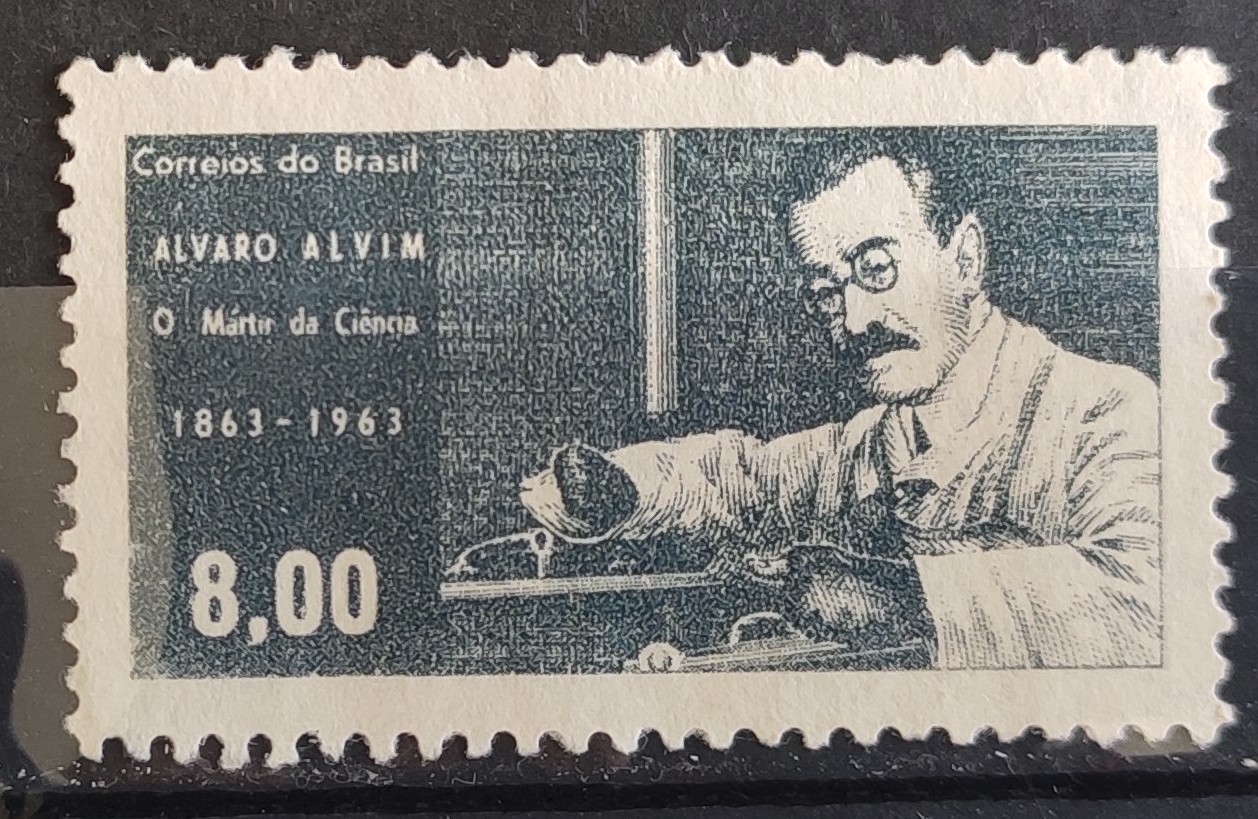 Correios do Brasil
ALVARO ALVIM
O Mártir da Ciência
1863-1963
8,00